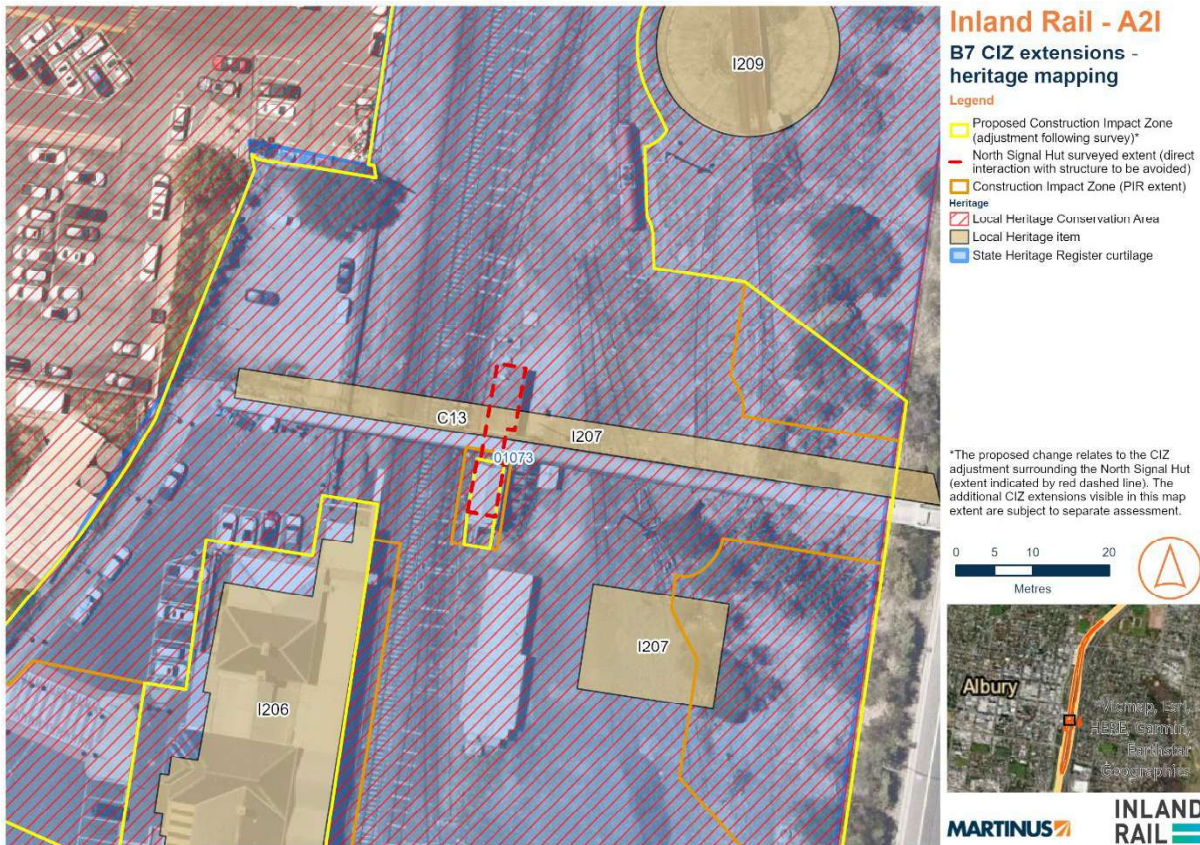 Inland Rail - A2I
B7 CIZ extensions -
heritage mapping
Legend
Proposed Construction Impact Zone
(adjustment following survey)*
North Signal Hut surveyed extent (direct
interaction with structure to be avoided)
Construction Impact Zone (PIR extent)
Heritage
Local Heritage Conservation Area
Local Heritage item
State Heritage Register curtilage
I209
C13
I207
01073
I207
I206
*The proposed change relates to the CIZ
adjustment surrounding the North Signal Hut
(extent indicated by red dashed line). The
additional CIZ extensions visible in this map
extent are subject to separate assessment.
0 5 10 20
Metres
Albury
Vicmap, Esri,
HERE, Garmin,
Earthstar
Geographics
MARTINUS
INLAND
RAIL